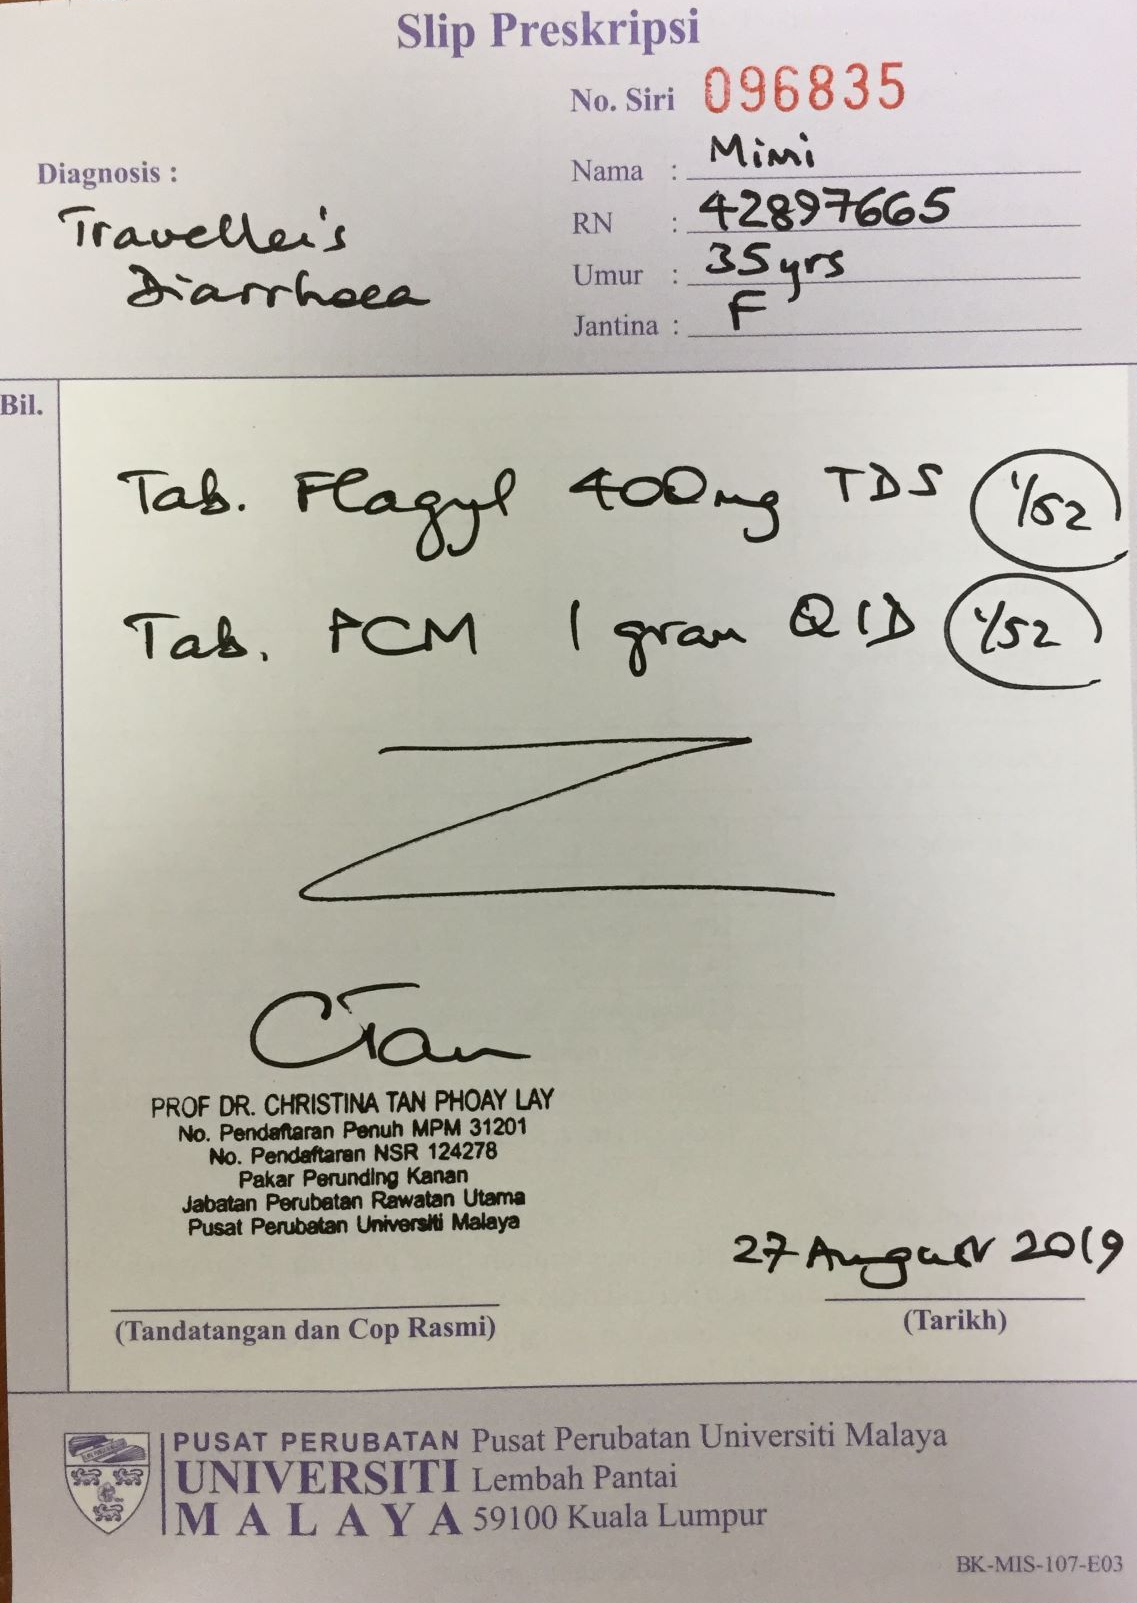 Slip Preskripsi
No. Siri 096835
Diagnosis :
Traveller's
Diarrhoea
Nama : Mimi
RN : 42897665
Umur : 35 yrs
Jantina : F
Bil.
Tab. Flagyl 400mg TDS 1/52
Tab. PCM 1 gram QID 1/52
CTan
PROF DR. CHRISTINA TAN PHOAY LAY
No. Pendaftaran Penuh MPM 31201
No. Pendaftaran NSR 124278
Pakar Perunding Kanan
Jabatan Perubatan Rawatan Utama
Pusat Perubatan Universiti Malaya
27 August 2019
(Tandatangan dan Cop Rasmi)
(Tarikh)
PUSAT PERUBATAN
UNIVERSITI
MALAYA
Pusat Perubatan Universiti Malaya
Lembah Pantai
59100 Kuala Lumpur
BK-MIS-107-E03